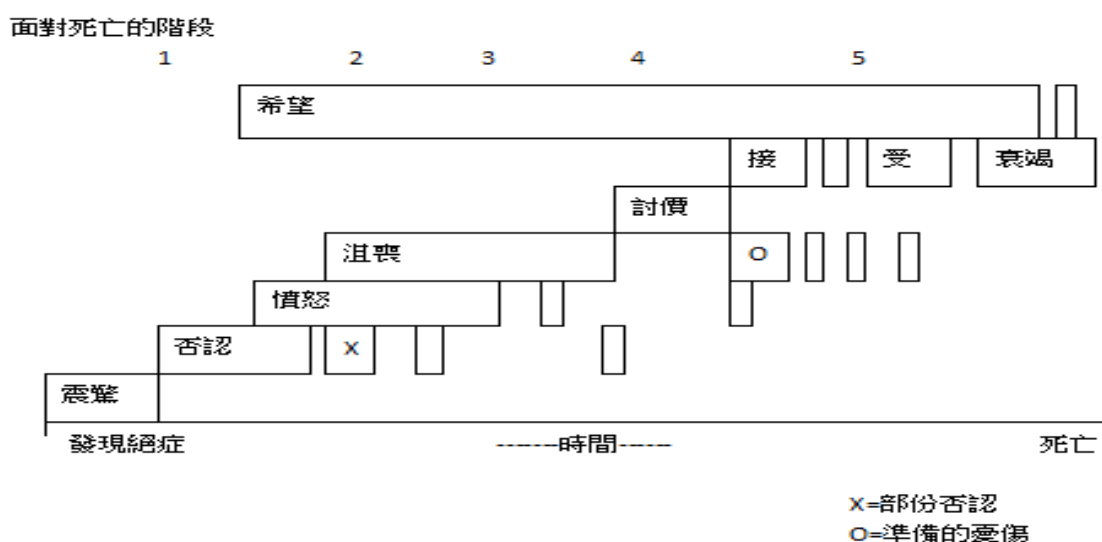 面對死亡的階段
1 2 3 4 5
希望
接 受 衰竭
討價
沮喪 O
憤怒
否認 X
震驚
發現絕症 -------時間------ 死亡
X=部份否認
O=準備的憂傷